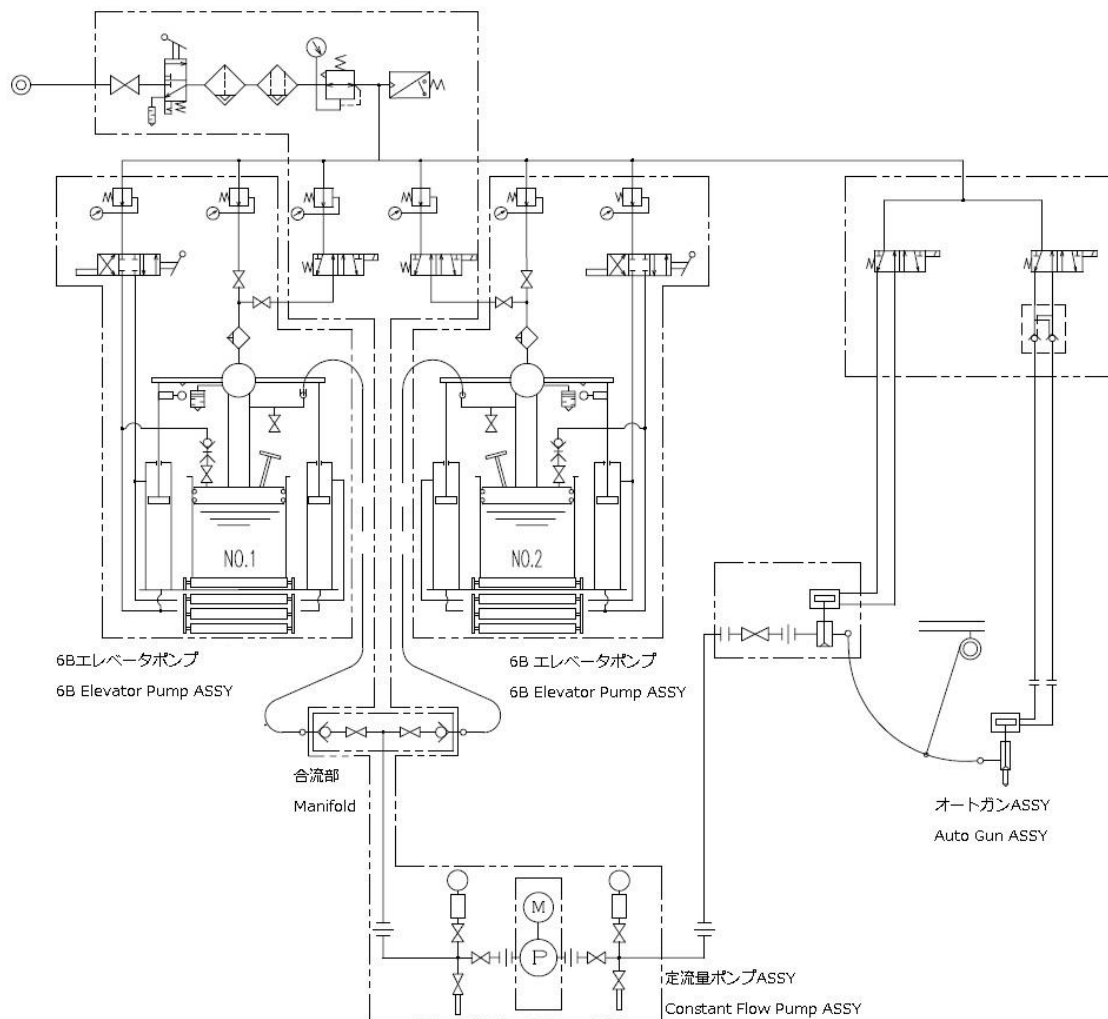 NO.1
NO.2
6Bエレベータポンプ
6B Elevator Pump ASSY
6B エレベータポンプ
6B Elevator Pump ASSY
合流部
Manifold
オートガンASSY
Auto Gun ASSY
M
P
定流量ポンプASSY
Constant Flow Pump ASSY